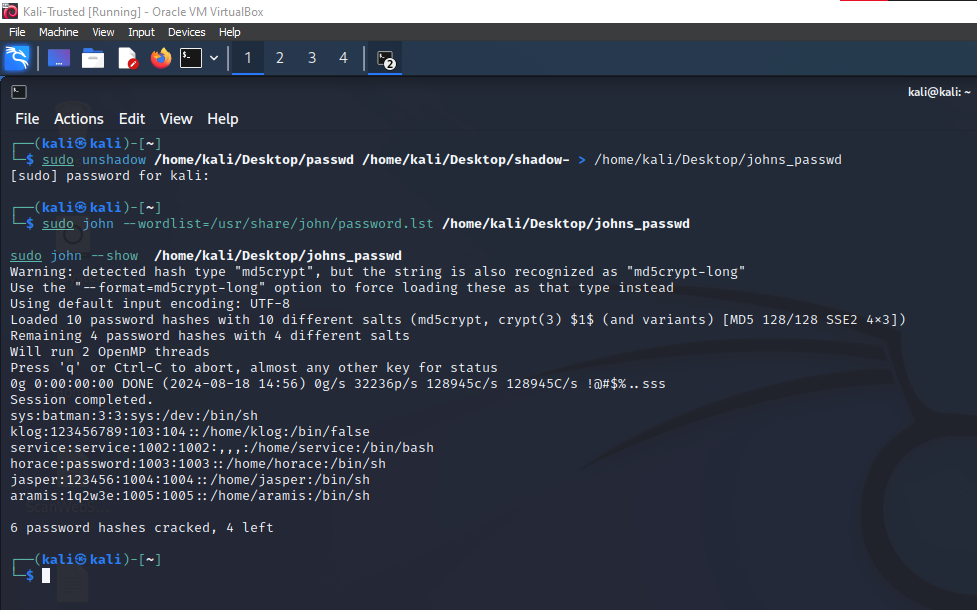 Kali-Trusted [Running] - Oracle VM VirtualBox
File Machine View Input Devices Help
1 2 3 4 2
kali@kali: ~
File Actions Edit View Help
┌──(kali㉿kali)-[~]
└─$ sudo unshadow /home/kali/Desktop/passwd /home/kali/Desktop/shadow- > /home/kali/Desktop/johns_passwd
[sudo] password for kali:
┌──(kali㉿kali)-[~]
└─$ sudo john --wordlist=/usr/share/john/password.lst /home/kali/Desktop/johns_passwd
sudo john --show  /home/kali/Desktop/johns_passwd
Warning: detected hash type "md5crypt", but the string is also recognized as "md5crypt-long"
Use the "--format=md5crypt-long" option to force loading these as that type instead
Using default input encoding: UTF-8
Loaded 10 password hashes with 10 different salts (md5crypt, crypt(3) $1$ (and variants) [MD5 128/128 SSE2 4×3])
Remaining 4 password hashes with 4 different salts
Will run 2 OpenMP threads
Press 'q' or Ctrl-C to abort, almost any other key for status
0g 0:00:00:00 DONE (2024-08-18 14:56) 0g/s 32236p/s 128945c/s 128945C/s !@#$%..sss
Session completed.
sys:batman:3:3:sys:/dev:/bin/sh
klog:123456789:103:104::/home/klog:/bin/false
service:service:1002:1002:,,,:/home/service:/bin/bash
horace:password:1003:1003::/home/horace:/bin/sh
jasper:123456:1004:1004::/home/jasper:/bin/sh
aramis:1q2w3e:1005:1005::/home/aramis:/bin/sh
6 password hashes cracked, 4 left
┌──(kali㉿kali)-[~]
└─$